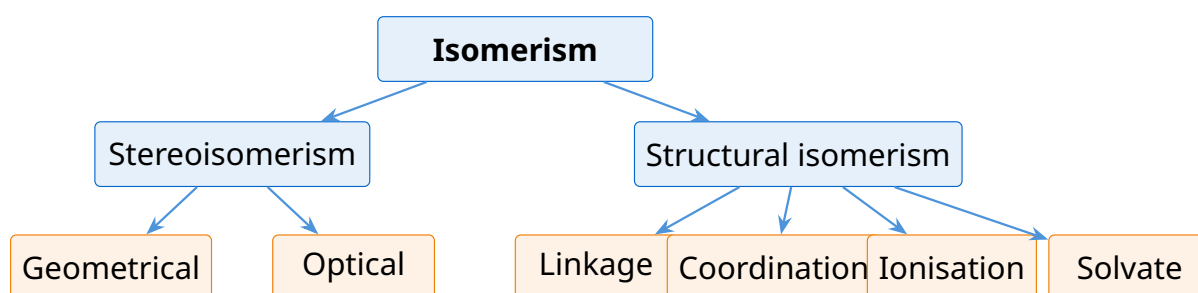 Isomerism
Stereoisomerism
Structural isomerism
Geometrical
Optical
Linkage
Coordination
Ionisation
Solvate